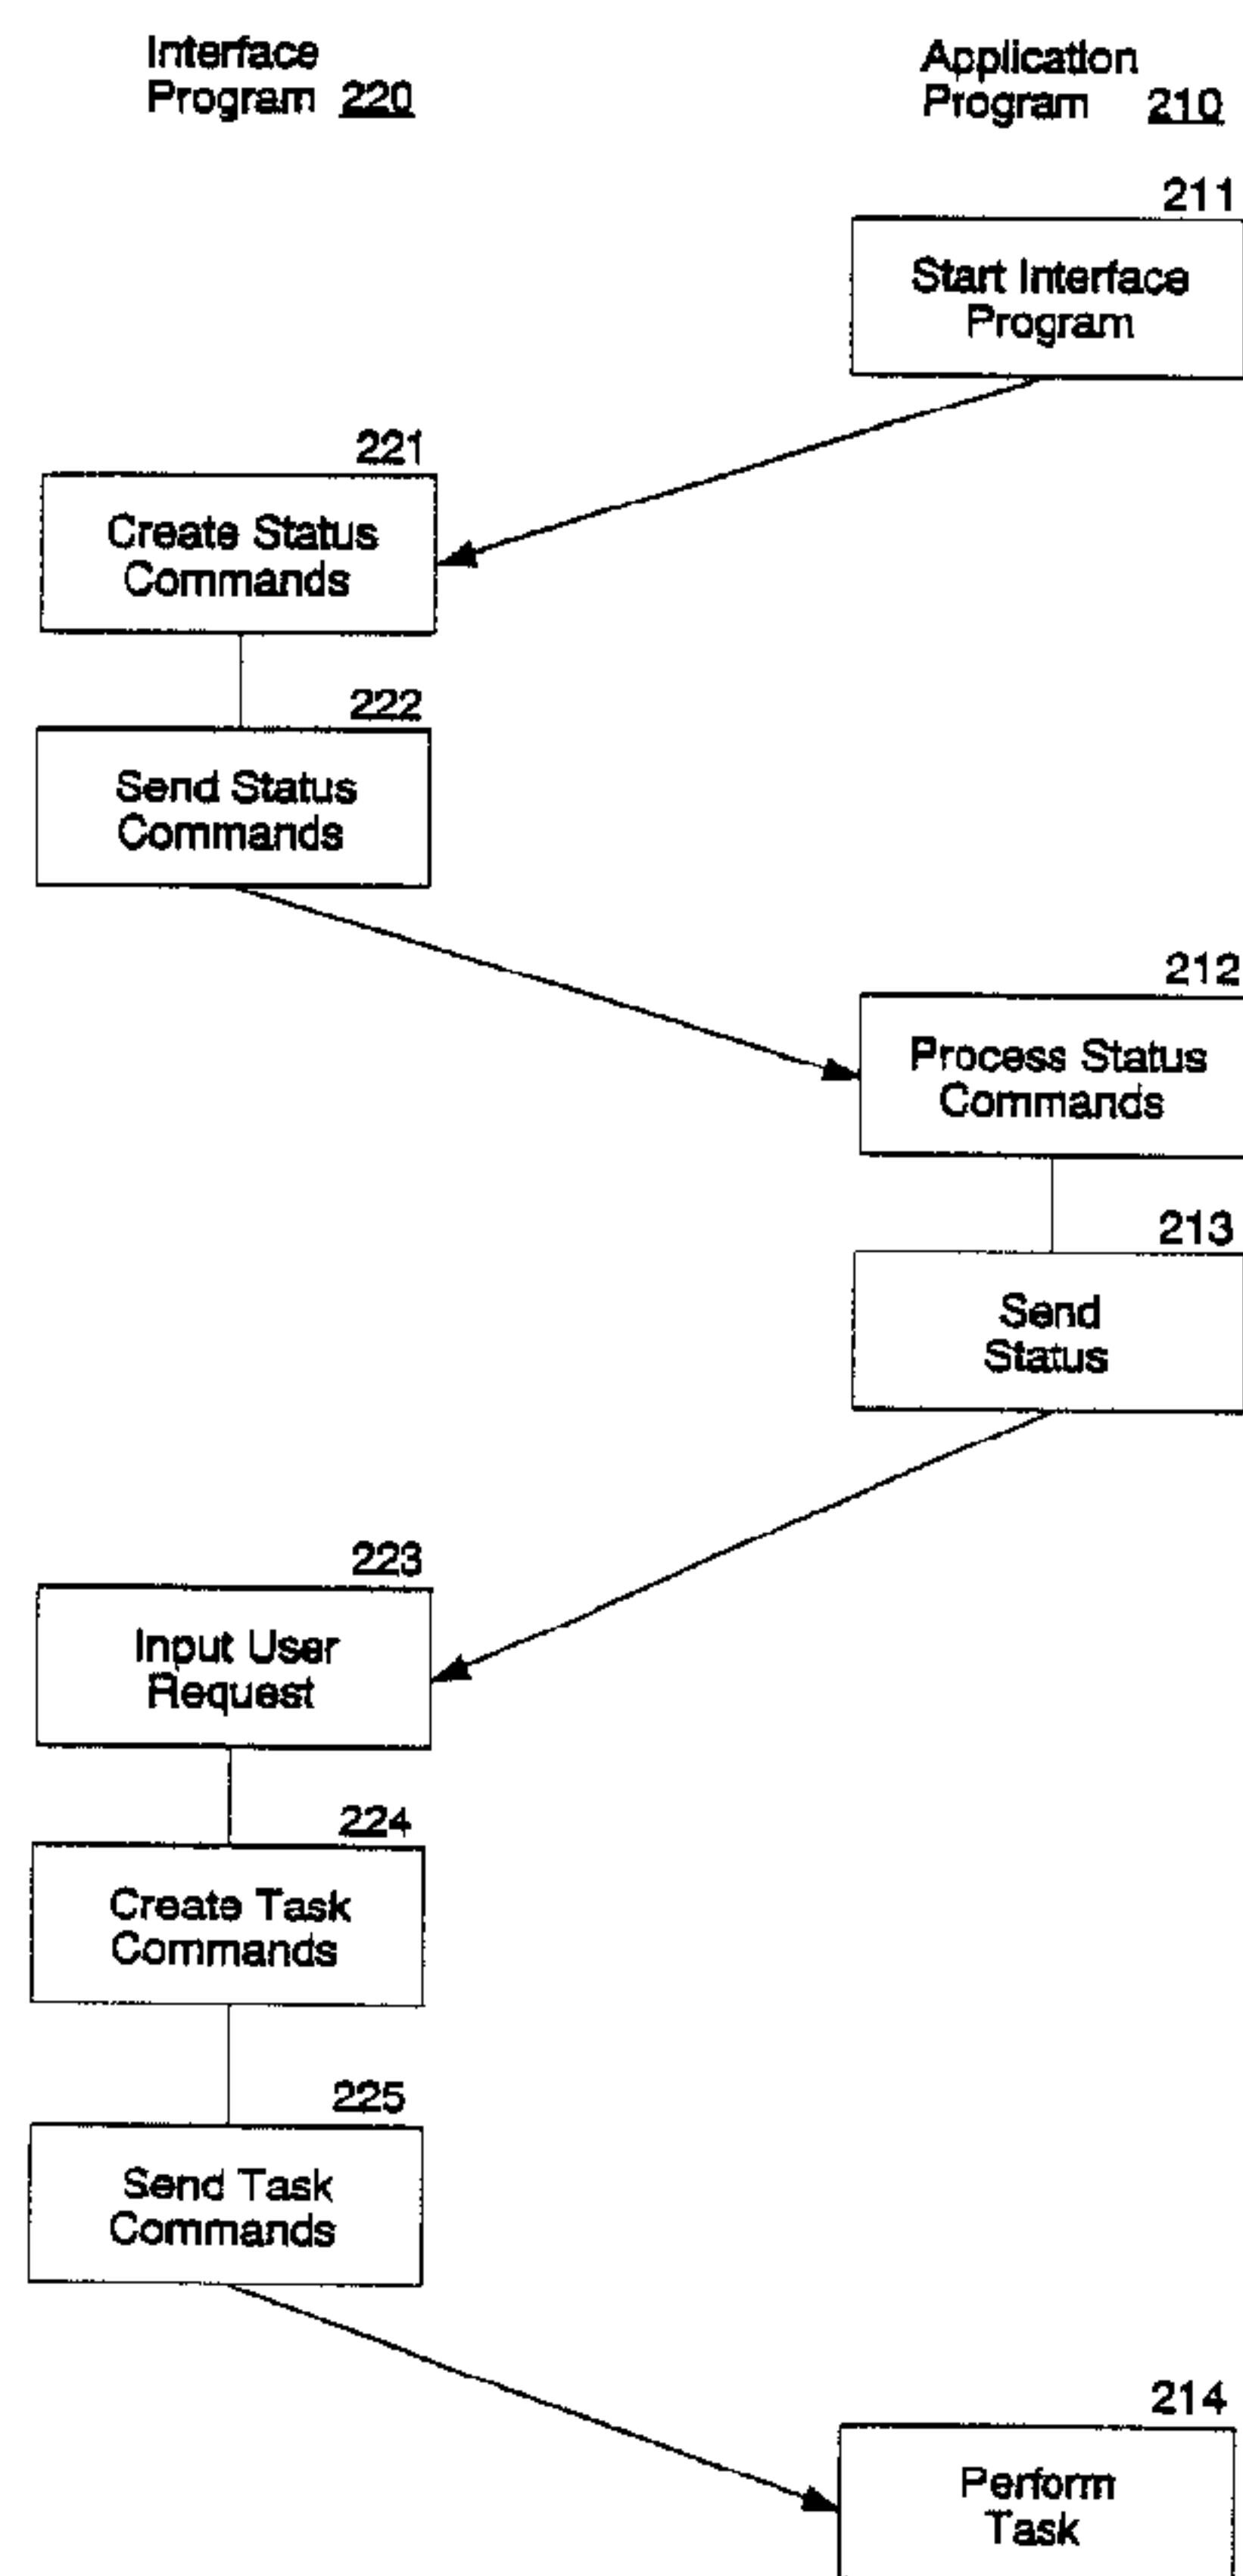 Interface
Program 220
Application
Program 210
211
Start Interface
Program
221
Create Status
Commands
222
Send Status
Commands
212
Process Status
Commands
213
Send
Status
223
Input User
Request
224
Create Task
Commands
225
Send Task
Commands
214
Perform
Task